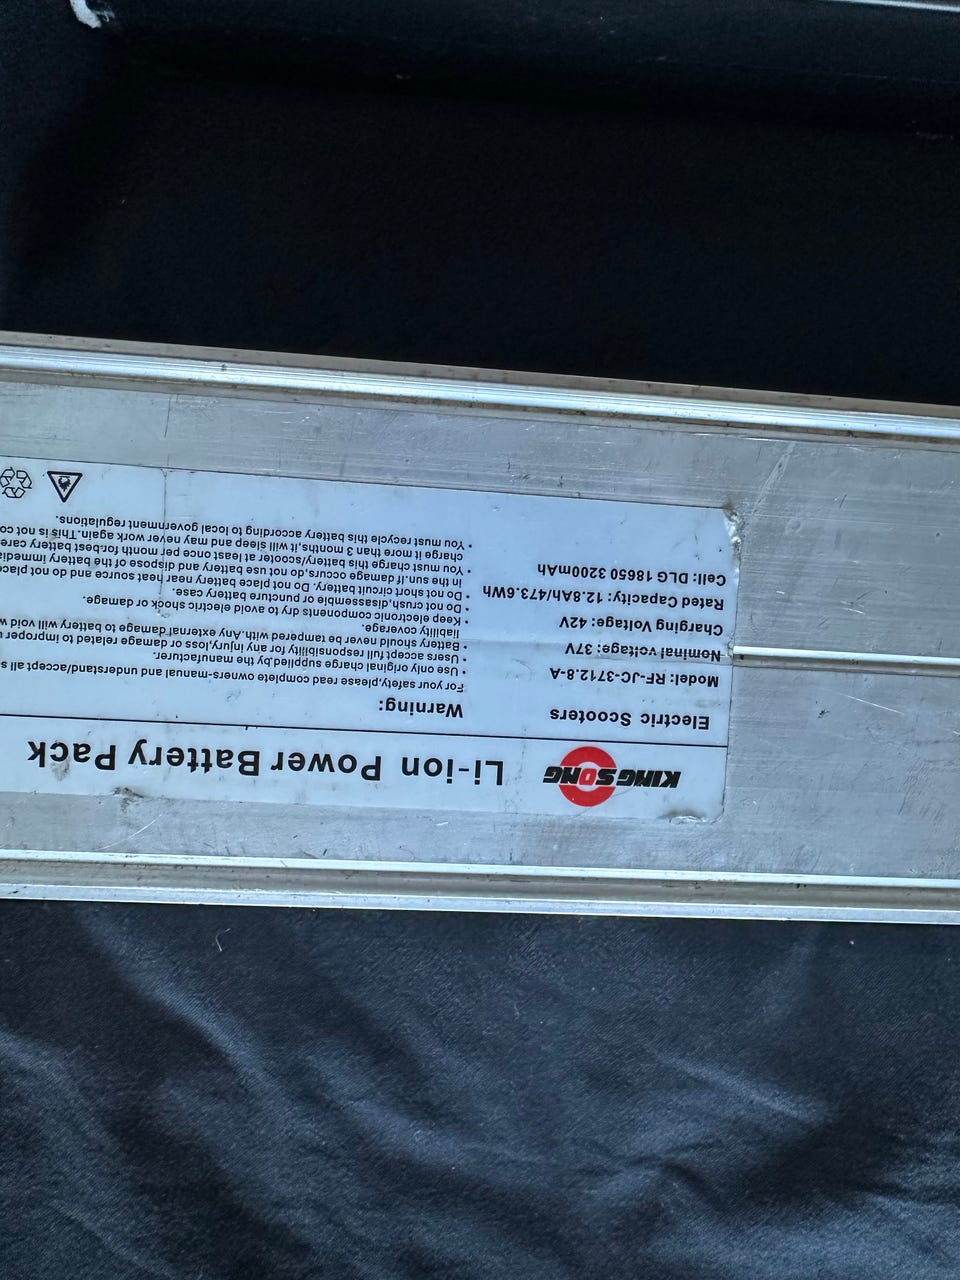 KINGSONG Li-ion Power Battery Pack
Electric Scooters
Model: RF-JC-3712.8-A
Nominal voltage: 37V
Charging Voltage: 42V
Rated Capacity: 12.8Ah/473.6Wh
Cell: DLG 18650 3200mAh
Warning:
For your safety,please read complete owners-manual and understand/accept all s
• Use only original charge supplied.by the manufacturer.
• Users accept full responsibility for any injury,loss or damage related to improper u
• Battery should never be tampered with.Any external damage to battery will void w
liability coverage.
• Keep electronic components dry to avoid electric shock or damage.
• Do not crush,disassemble or puncture battery case.
• Do not short circuit battery. Do not place battery near heat source and do not place
in the sun.If damage occurs,do not use battery and dispose of the battery immedia
• You must charge this battery/scooter at least once per month for best battery care
Charge it more than 3 months,it will sleep and may never work again.This is not co
• You must recycle this battery according to local government regulations.